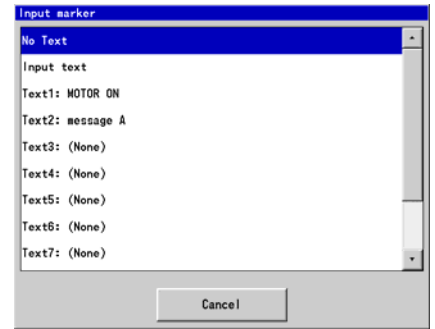 Input marker
No Text
Input text
Text1: MOTOR ON
Text2: message A
Text3: (None)
Text4: (None)
Text5: (None)
Text6: (None)
Text7: (None)
Cancel